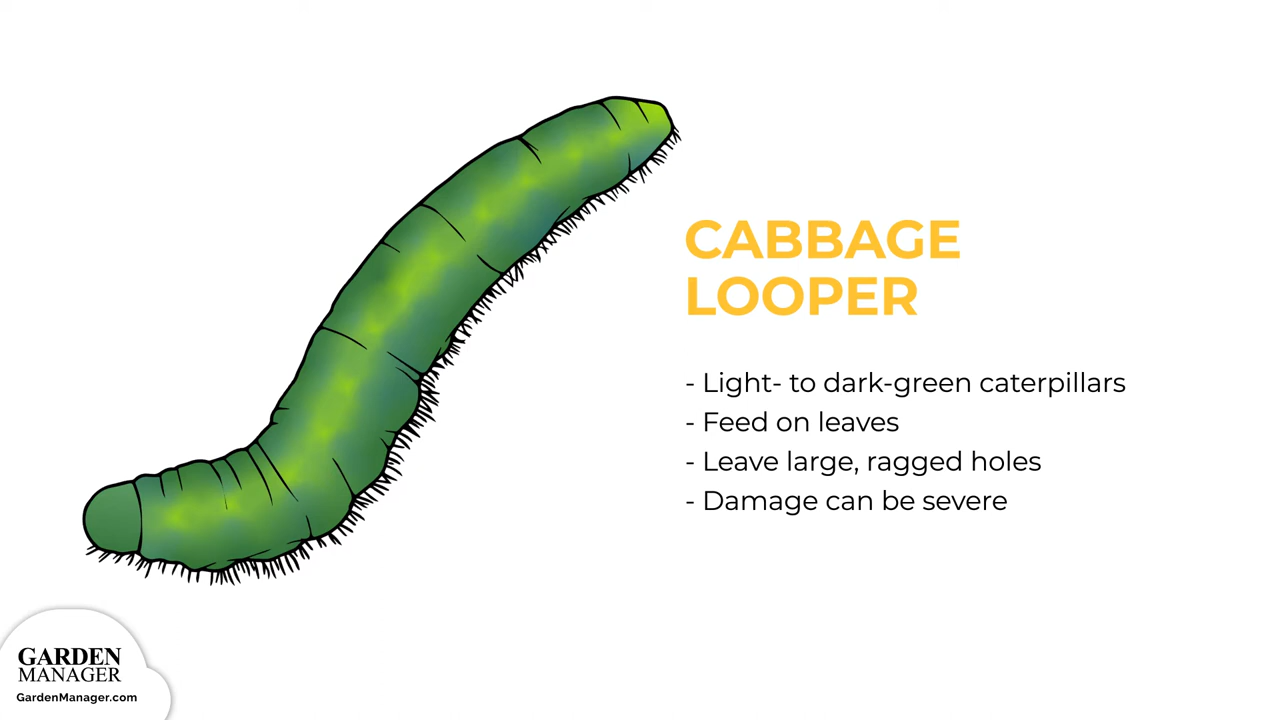 CABBAGE
LOOPER
- Light- to dark-green caterpillars
- Feed on leaves
- Leave large, ragged holes
- Damage can be severe
GARDEN
MANAGER
GardenManager.com